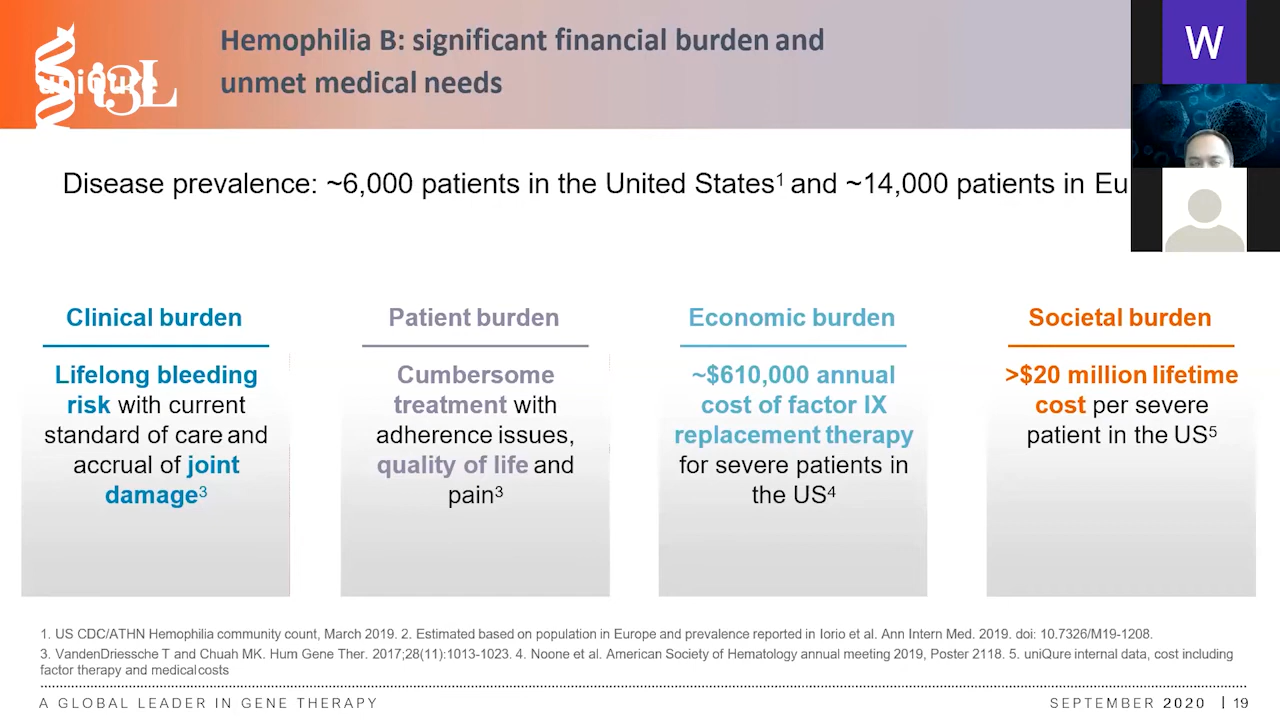 uniQure
t3L
Hemophilia B: significant financial burden and
unmet medical needs
W
Disease prevalence: ~6,000 patients in the United States¹ and ~14,000 patients in Eu
Clinical burden
Lifelong bleeding
risk with current
standard of care and
accrual of joint
damage³
Patient burden
Cumbersome
treatment with
adherence issues,
quality of life and
pain³
Economic burden
~$610,000 annual
cost of factor IX
replacement therapy
for severe patients in
the US⁴
Societal burden
>$20 million lifetime
cost per severe
patient in the US⁵
1. US CDC/ATHN Hemophilia community count, March 2019. 2. Estimated based on population in Europe and prevalence reported in Iorio et al. Ann Intern Med. 2019. doi: 10.7326/M19-1208.
3. VandenDriessche T and Chuah MK. Hum Gene Ther. 2017;28(11):1013-1023. 4. Noone et al. American Society of Hematology annual meeting 2019, Poster 2118. 5. uniQure internal data, cost including
factor therapy and medical costs
A GLOBAL LEADER IN GENE THERAPY
SEPTEMBER 2020 | 19